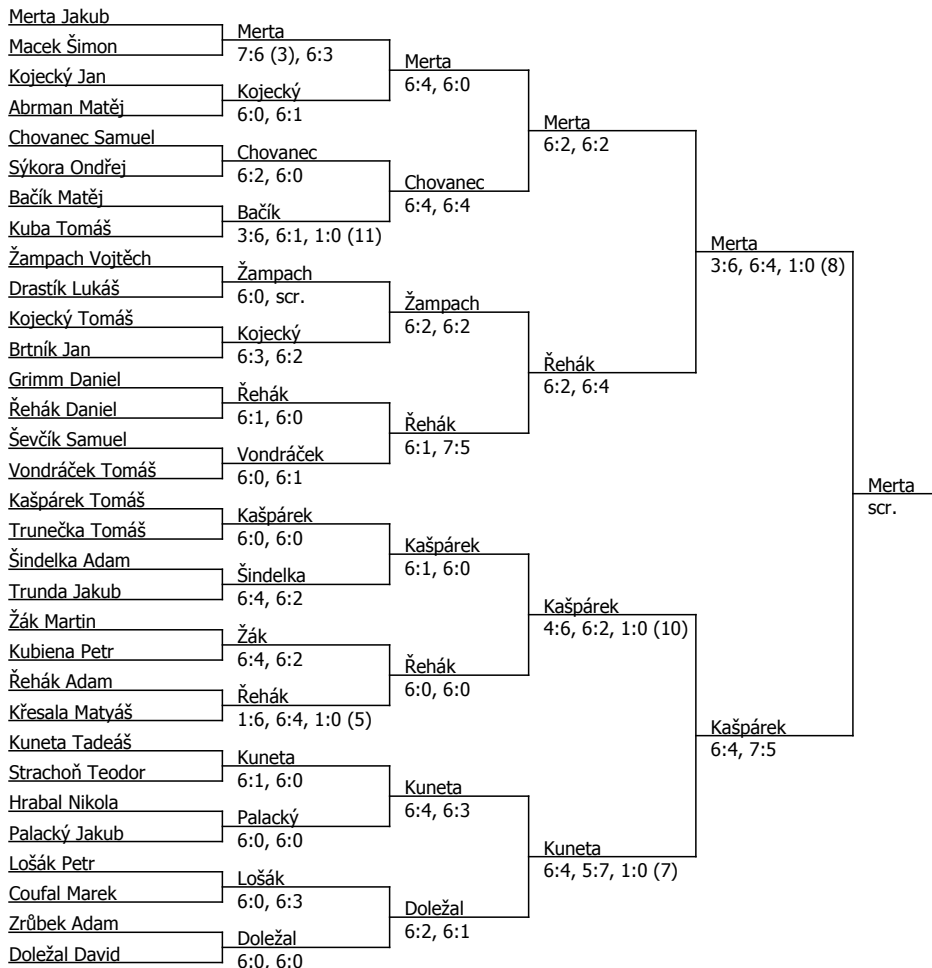 Merta Jakub
Macek Šimon
Kojecký Jan
Abrman Matěj
Chovanec Samuel
Sýkora Ondřej
Bačík Matěj
Kuba Tomáš
Žampach Vojtěch
Drastík Lukáš
Kojecký Tomáš
Brtník Jan
Grimm Daniel
Řehák Daniel
Ševčík Samuel
Vondráček Tomáš
Kašpárek Tomáš
Trunečka Tomáš
Šindelka Adam
Trunda Jakub
Žák Martin
Kubiena Petr
Řehák Adam
Křesala Matyáš
Kuneta Tadeáš
Strachoň Teodor
Hrabal Nikola
Palacký Jakub
Lošák Petr
Coufal Marek
Zrůbek Adam
Doležal David
Merta
7:6 (3), 6:3
Kojecký
6:0, 6:1
Chovanec
6:2, 6:0
Bačík
3:6, 6:1, 1:0 (11)
Žampach
6:0, scr.
Kojecký
6:3, 6:2
Řehák
6:1, 6:0
Vondráček
6:0, 6:1
Kašpárek
6:0, 6:0
Šindelka
6:4, 6:2
Žák
6:4, 6:2
Řehák
1:6, 6:4, 1:0 (5)
Kuneta
6:1, 6:0
Palacký
6:0, 6:0
Lošák
6:0, 6:3
Doležal
6:0, 6:0
Merta
6:4, 6:0
Chovanec
6:4, 6:4
Žampach
6:2, 6:2
Řehák
6:1, 7:5
Kašpárek
6:1, 6:0
Řehák
6:0, 6:0
Kuneta
6:4, 6:3
Doležal
6:2, 6:1
Merta
6:2, 6:2
Řehák
6:2, 6:4
Kašpárek
4:6, 6:2, 1:0 (10)
Kuneta
6:4, 5:7, 1:0 (7)
Merta
3:6, 6:4, 1:0 (8)
Kašpárek
6:4, 7:5
Merta
scr.